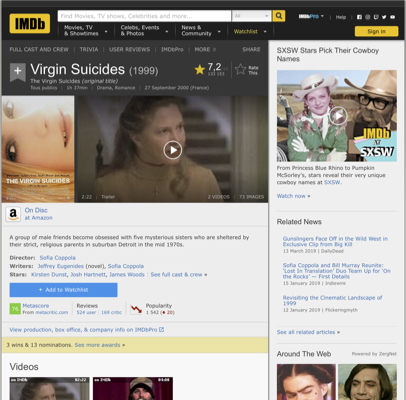 IMDb
Find Movies, TV shows, Celebrities and more...
All
IMDbPro
Help
Movies, TV
& Showtimes
Celebs, Events
& Photos
News &
Community
Watchlist
Sign in
FULL CAST AND CREW | TRIVIA | USER REVIEWS | IMDbPro | MORE
SHARE
Virgin Suicides (1999)
The Virgin Suicides (original title)
Tous publics | 1h 37min | Drama, Romance | 27 September 2000 (France)
7,2
Rate
This
THE VIRGIN SUICIDES
2:22 | Trailer
2 VIDEOS | 73 IMAGES
On Disc
at Amazon
A group of male friends become obsessed with five mysterious sisters who are sheltered by
their strict, religious parents in suburban Detroit in the mid 1970s.
Director: Sofia Coppola
Writers: Jeffrey Eugenides (novel), Sofia Coppola
Stars: Kirsten Dunst, Josh Hartnett, James Woods | See full cast & crew »
+ Add to Watchlist
Metascore
From metacritic.com
Reviews
524 user | 169 critic
Popularity
1 542 (♦ 20)
View production, box office, & company info on IMDbPro
3 wins & 13 nominations. See more awards »
Videos
SXSW Stars Pick Their Cowboy
Names
IMDb
AT
SXSW
From Princess Blue Rhino to Pumpkin
McSorley's, stars reveal their very
unique cowboy names at SXSW.
Watch now »
Related News
Gunslingers Face Off in the Wild West in
Exclusive Clip from Big Kill
13 March 2019 | DailyDead
Sofia Coppola and Bill Murray Reunite:
'Lost In Translation' Duo Team Up for 'On
the Rocks' — First Details
15 January 2019 | Indiewire
Revisiting the Cinematic Landscape of
1999
12 January 2019 | Flickeringmyth
See all related articles »
Around The Web
Powered by ZergNet